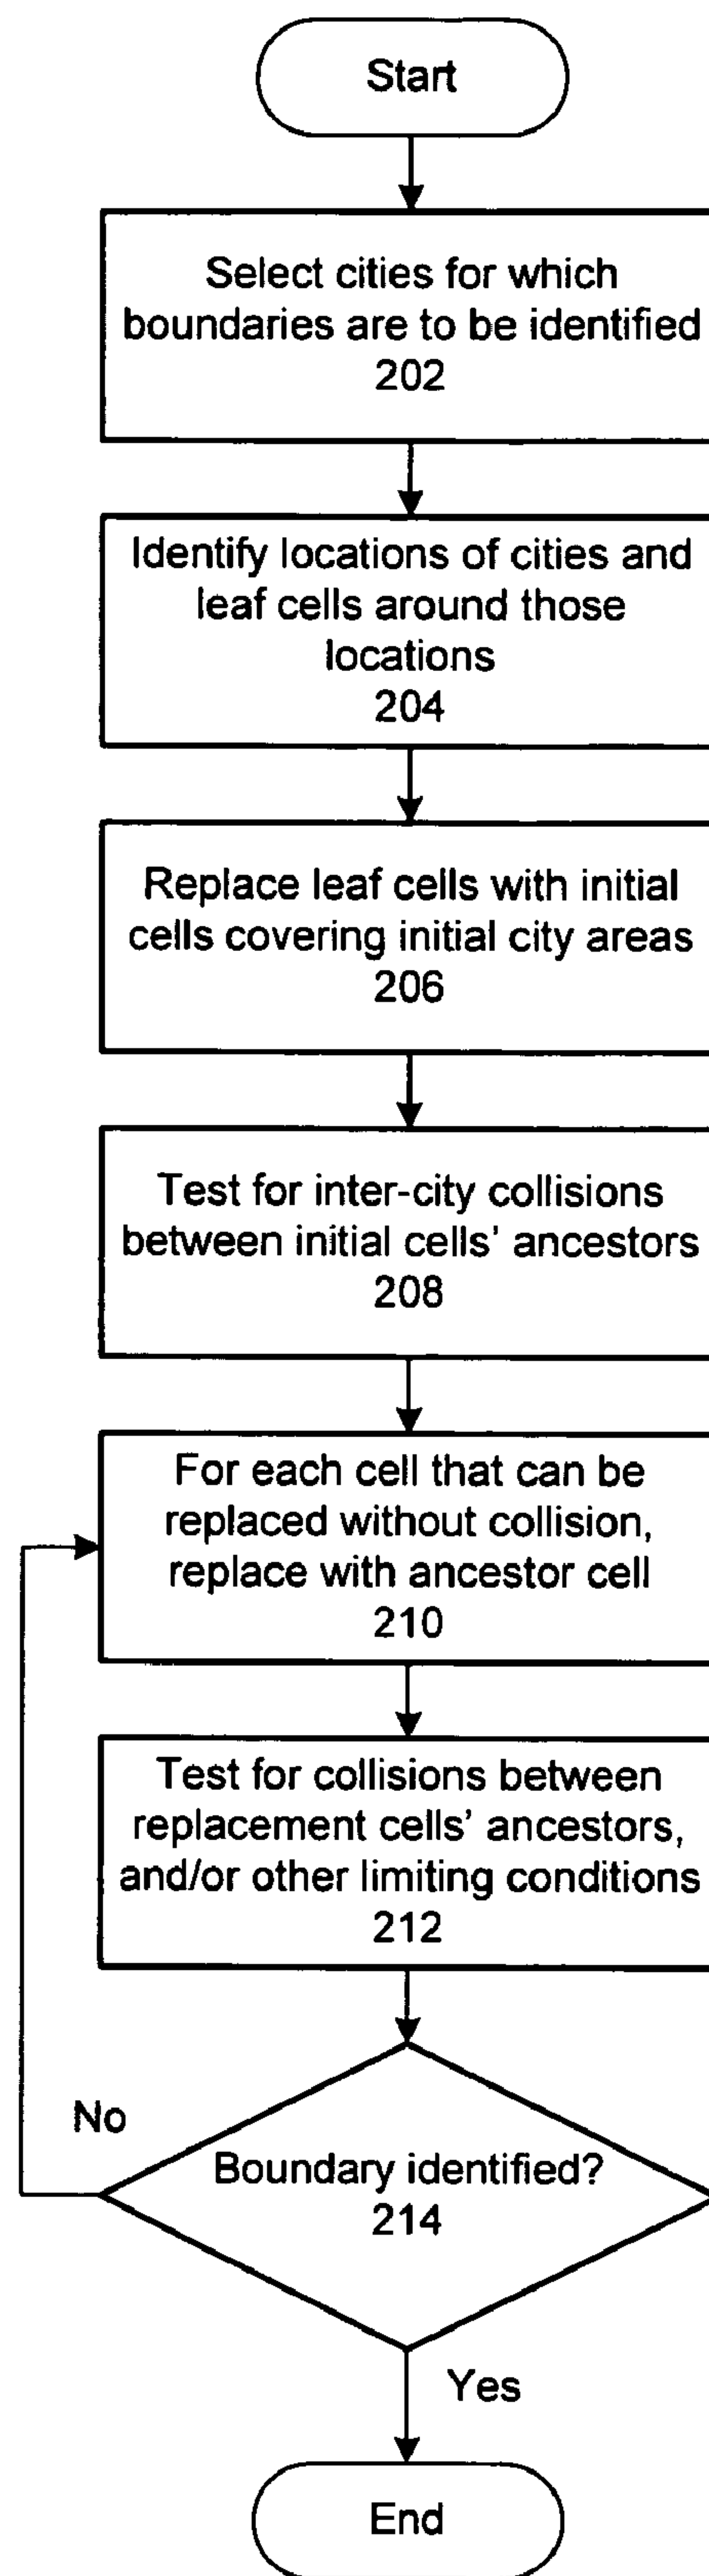 Start
Select cities for which
boundaries are to be identified
202
Identify locations of cities and
leaf cells around those
locations
204
Replace leaf cells with initial
cells covering initial city areas
206
Test for inter-city collisions
between initial cells' ancestors
208
For each cell that can be
replaced without collision,
replace with ancestor cell
210
Test for collisions between
replacement cells' ancestors,
and/or other limiting conditions
212
No
Boundary identified?
214
Yes
End